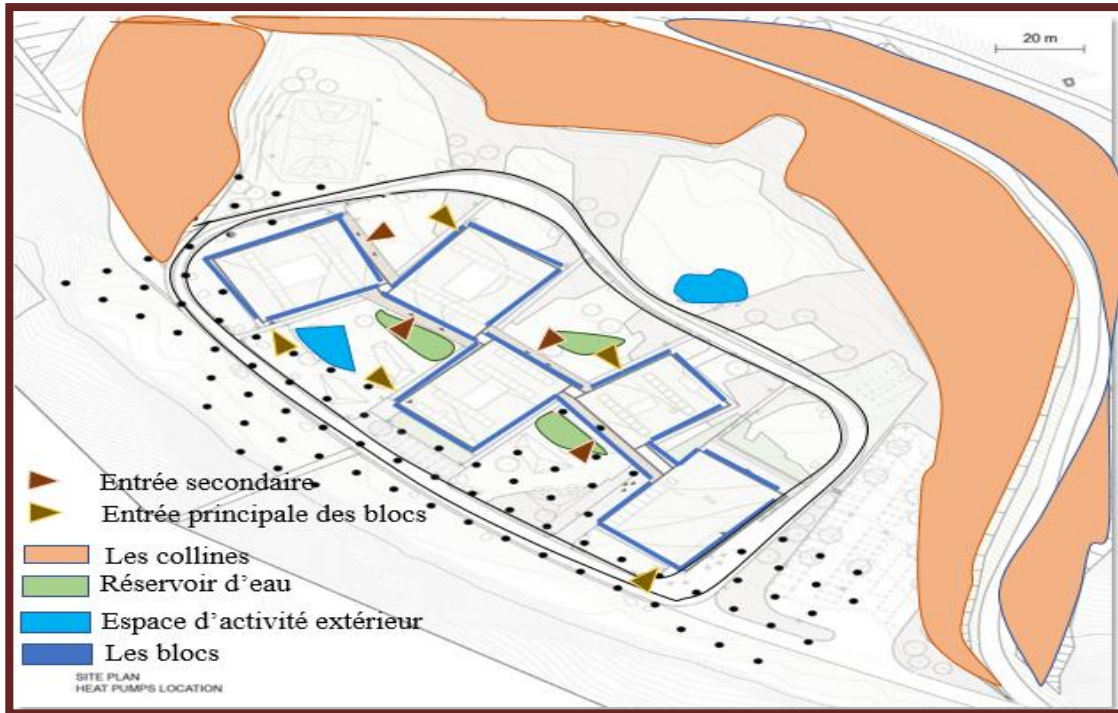 20 m
Entrée secondaire
Entrée principale des blocs
Les collines
Réservoir d'eau
Espace d'activité extérieur
Les blocs
SITE PLAN
HEAT PUMPS LOCATION